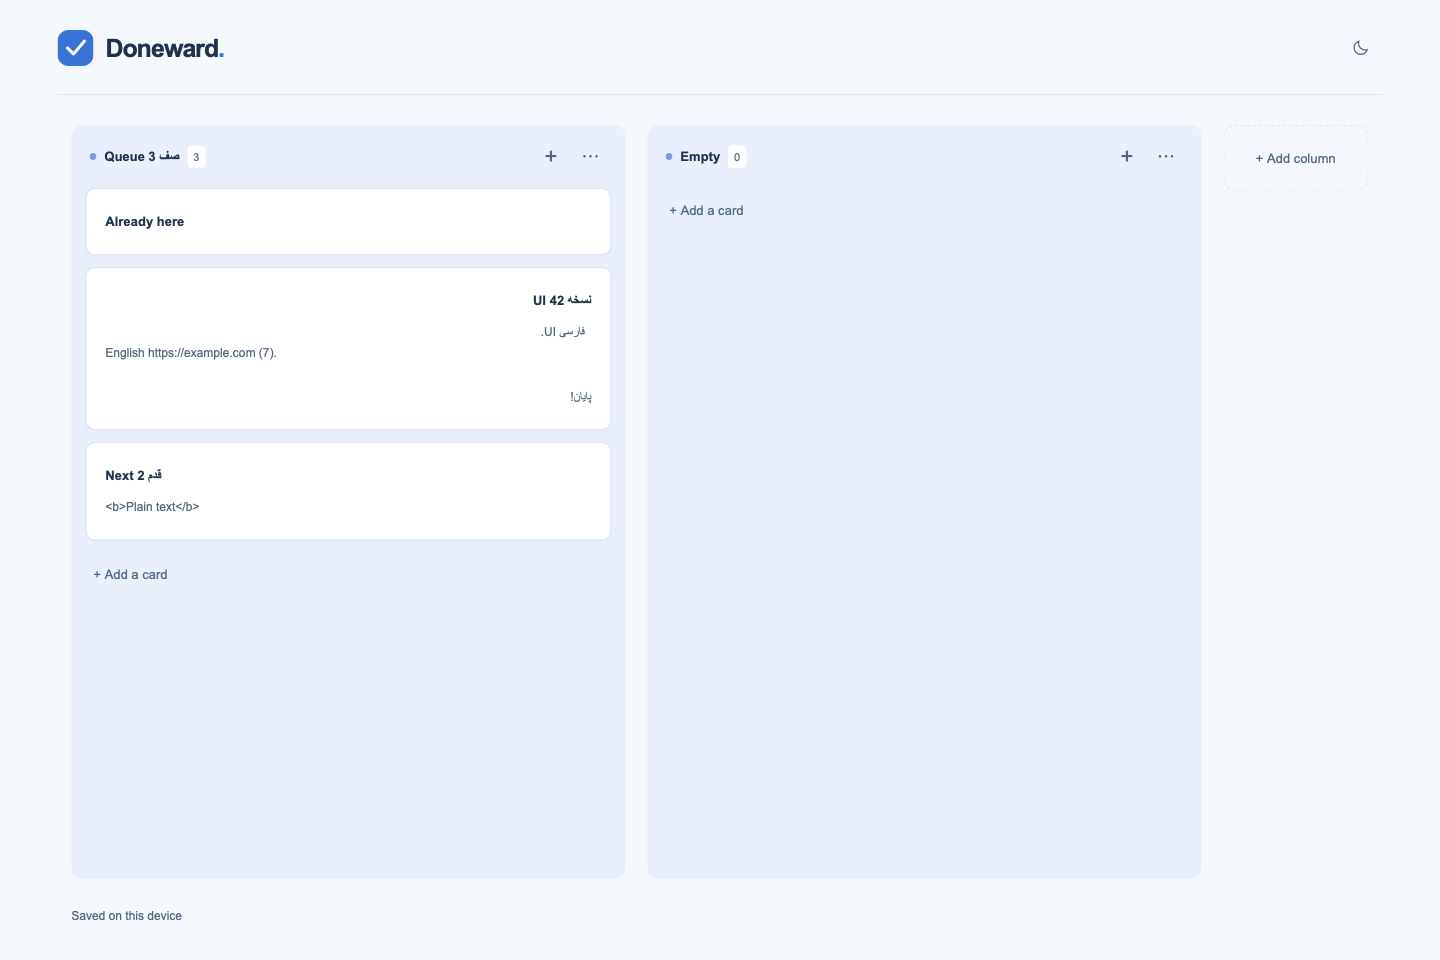 Doneward.
Queue 3 صف 3
Already here
نسخه UI 42
فارسی UI.
English https://example.com (7).
پایان!
Next 2 قدم
<b>Plain text</b>
+ Add a card
Empty 0
+ Add a card
+ Add column
Saved on this device